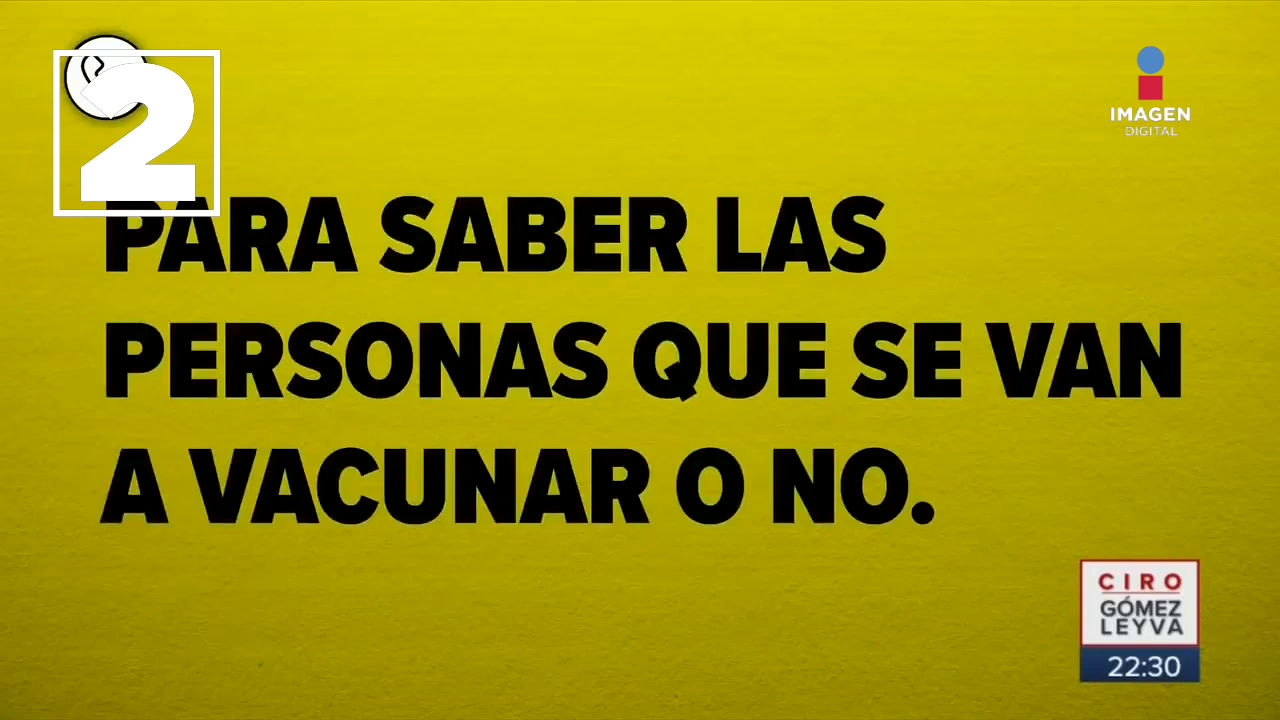 2
IMAGEN
DIGITAL
PARA SABER LAS
PERSONAS QUE SE VAN
A VACUNAR O NO.
CIRO
GÓMEZ
LEYVA
22:30